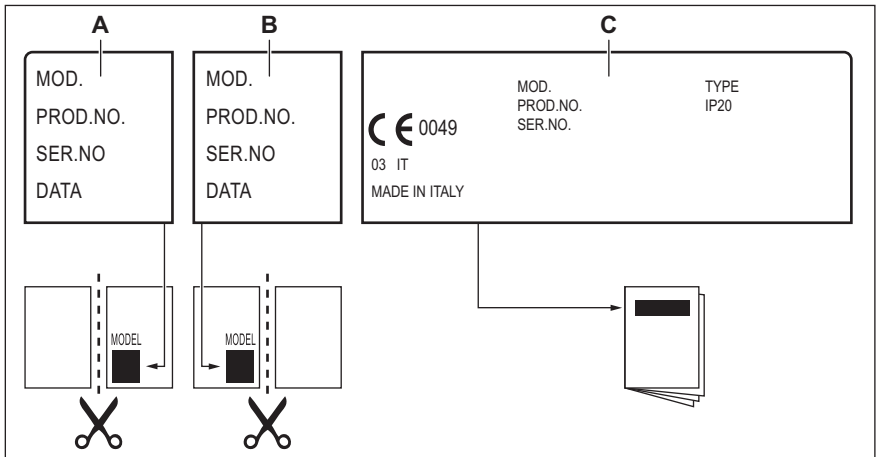 A
B
C
MOD.
PROD.NO.
SER.NO
DATA
MOD.
PROD.NO.
SER.NO
DATA
MOD.
PROD.NO.
SER.NO.
TYPE
IP20
CE 0049
03 IT
MADE IN ITALY
MODEL
MODEL